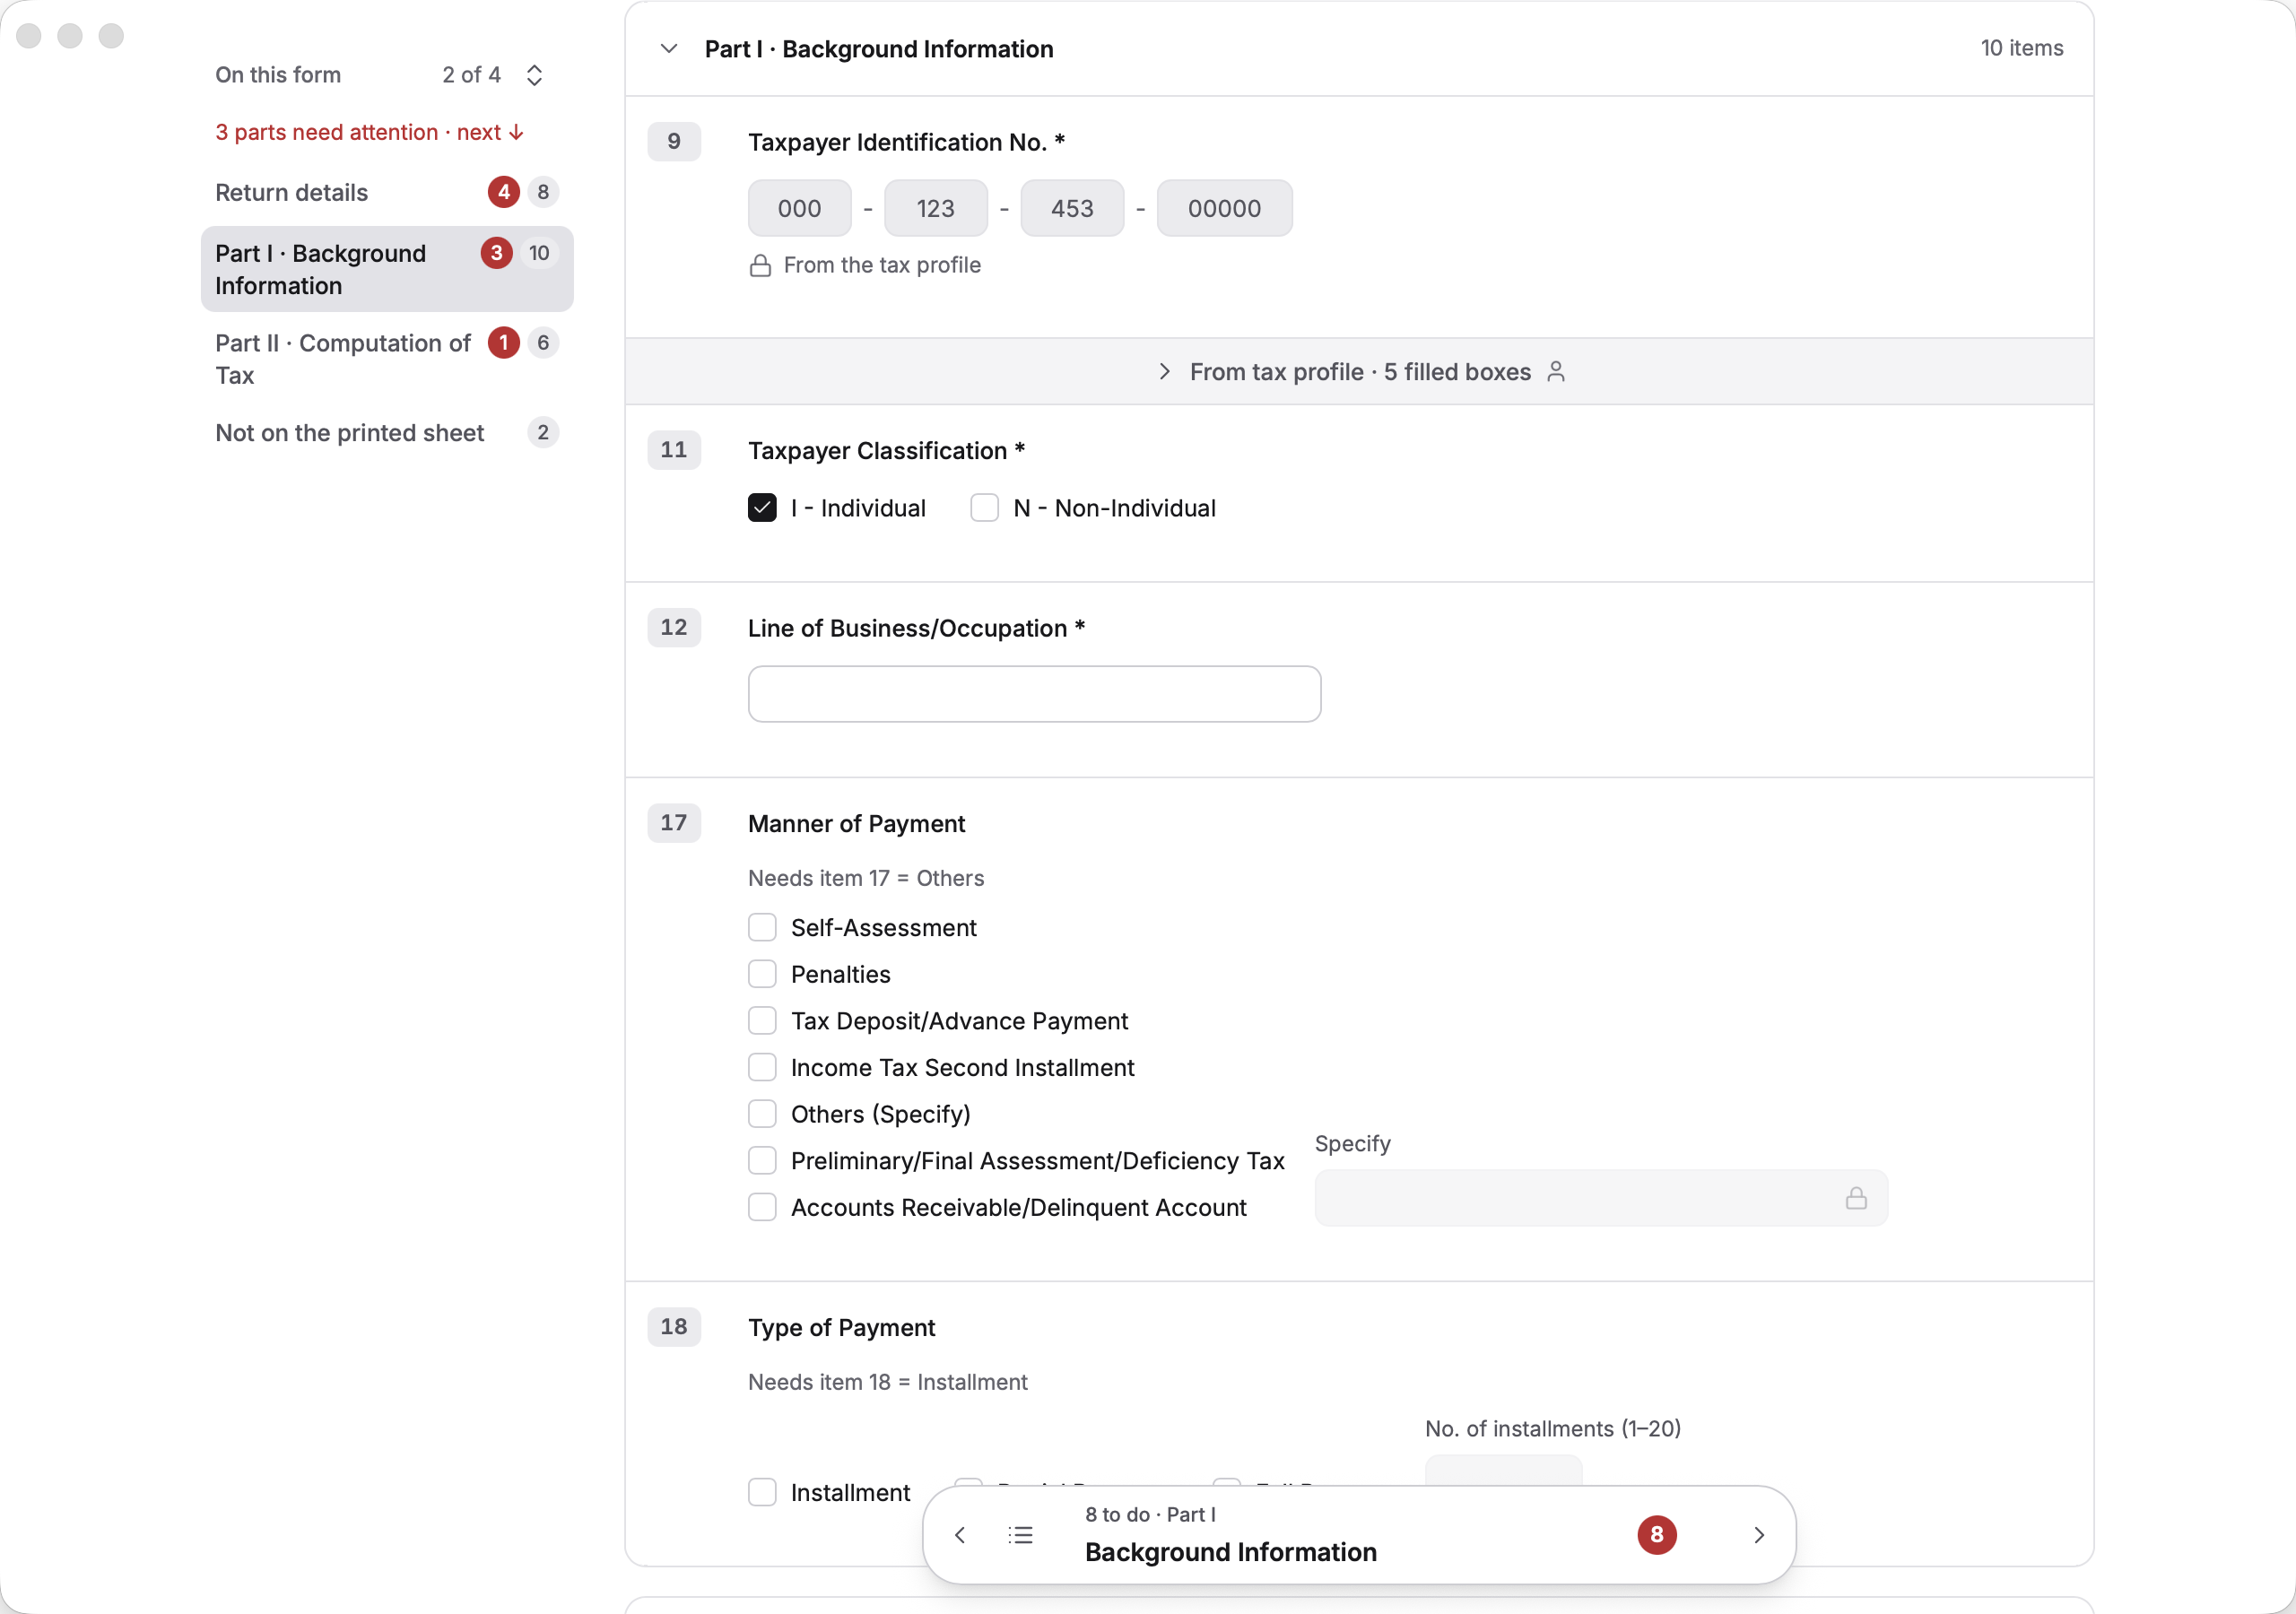 On this form 2 of 4
3 parts need attention · next ↓
Return details 4 8
Part I · Background Information 3 10
Part II · Computation of Tax 1 6
Not on the printed sheet 2
Part I · Background Information 10 items
9 Taxpayer Identification No. *
000 - 123 - 453 - 00000
From the tax profile
From tax profile · 5 filled boxes
11 Taxpayer Classification *
I - Individual N - Non-Individual
12 Line of Business/Occupation *
17 Manner of Payment
Needs item 17 = Others
Self-Assessment
Penalties
Tax Deposit/Advance Payment
Income Tax Second Installment
Others (Specify)
Preliminary/Final Assessment/Deficiency Tax
Accounts Receivable/Delinquent Account
Specify
18 Type of Payment
Needs item 18 = Installment
No. of installments (1–20)
Installment
8 to do · Part I
Background Information
8